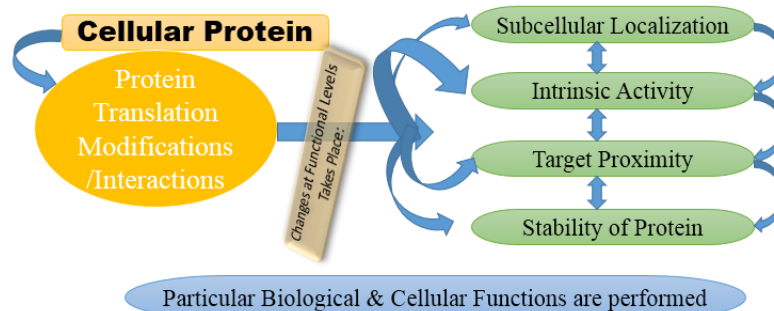 Cellular Protein
Protein
Translation
Modifications
/Interactions
Changes at Functional Levels
Takes Place:
Subcellular Localization
Intrinsic Activity
Target Proximity
Stability of Protein
Particular Biological & Cellular Functions are performed